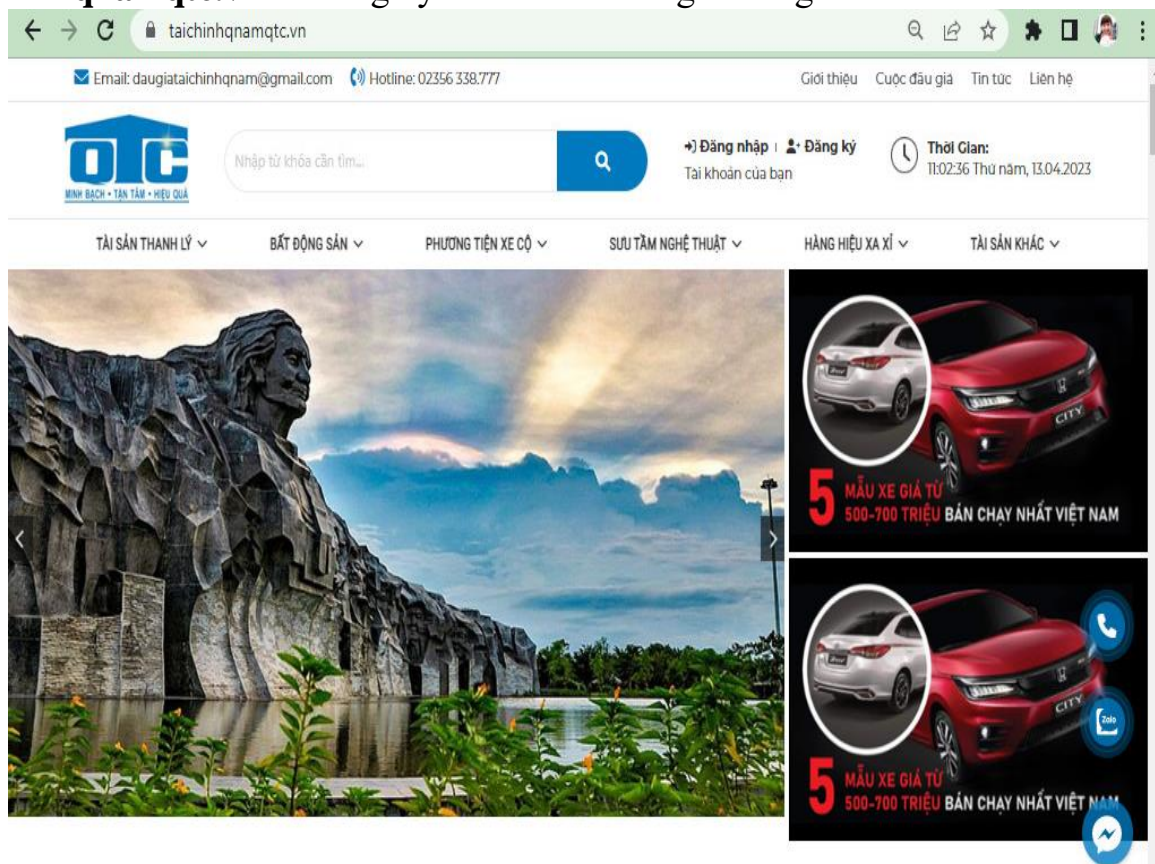 taichinhqnamqtc.vn
Email: daugiataichinhqnam@gmail.com Hotline: 02356 338.777 Giới thiệu Cuộc đấu giá Tin tức Liên hệ
QTC
MINH BẠCH • TẬN TÂM • HIỆU QUẢ
Nhập từ khóa cần tìm...
Đăng nhập | Đăng ký
Tài khoản của bạn
Thời Gian:
11:02:36 Thứ năm, 13.04.2023
TÀI SẢN THANH LÝ BẤT ĐỘNG SẢN PHƯƠNG TIỆN XE CỘ SƯU TẦM NGHỆ THUẬT HÀNG HIỆU XA XỈ TÀI SẢN KHÁC
CITY
5 MẪU XE GIÁ TỪ
500-700 TRIỆU BÁN CHẠY NHẤT VIỆT NAM
CITY
Zalo
5 MẪU XE GIÁ TỪ
500-700 TRIỆU BÁN CHẠY NHẤT VIỆT NAM